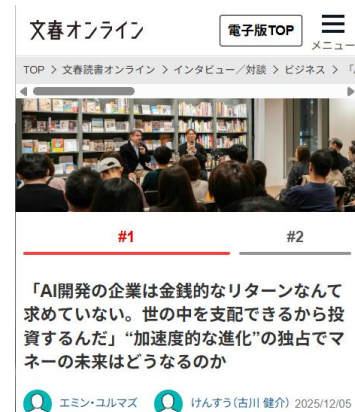 文春オンライン
電子版TOP
メニュー
TOP > 文春読書オンライン > インタビュー／対談 > ビジネス > 「
#1
#2
「AI開発の企業は金銭的なリターンなんて
求めていない。世の中を支配できるから投
資するんだ」“加速度的な進化”の独占でマ
ネーの未来はどうなるのか
エミン・ユルマズ
けんすう(古川 健介) 2025/12/05